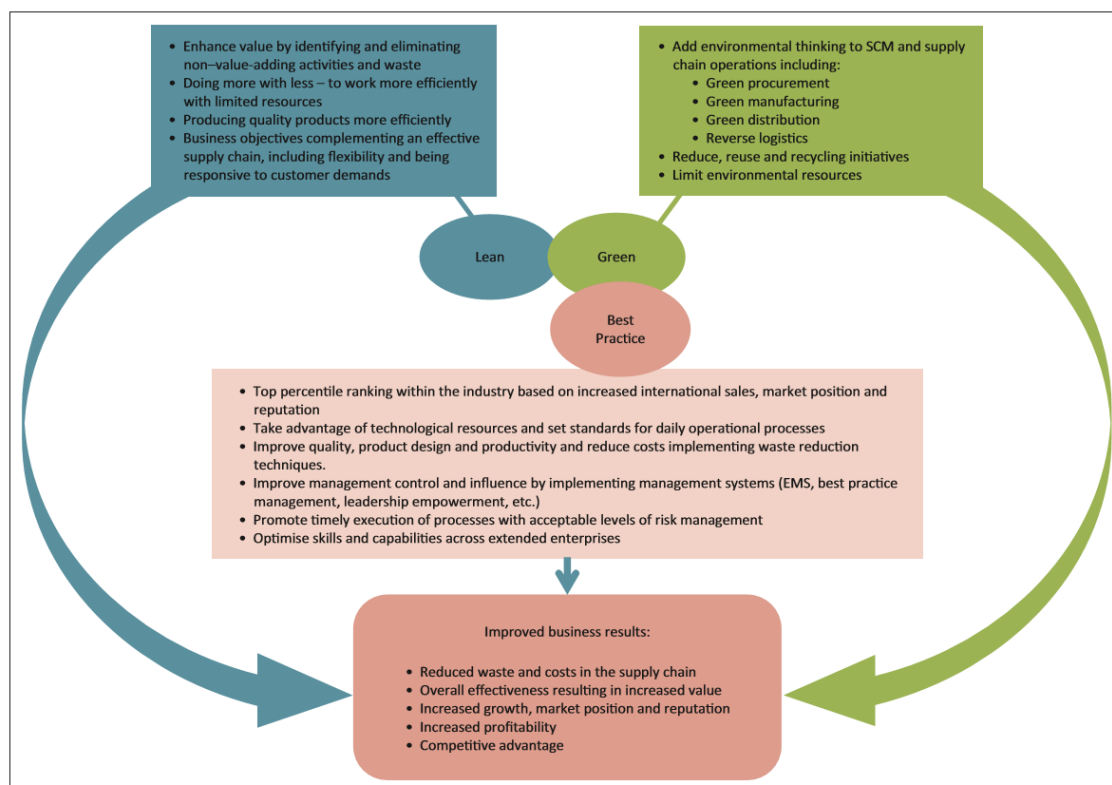 • Enhance value by identifying and eliminating
non–value-adding activities and waste
• Doing more with less – to work more efficiently
with limited resources
• Producing quality products more efficiently
• Business objectives complementing an effective
supply chain, including flexibility and being
responsive to customer demands
• Add environmental thinking to SCM and supply
chain operations including:
• Green procurement
• Green manufacturing
• Green distribution
• Reverse logistics
• Reduce, reuse and recycling initiatives
• Limit environmental resources
Lean
Green
Best
Practice
• Top percentile ranking within the industry based on increased international sales, market position and
reputation
• Take advantage of technological resources and set standards for daily operational processes
• Improve quality, product design and productivity and reduce costs implementing waste reduction
techniques.
• Improve management control and influence by implementing management systems (EMS, best practice
management, leadership empowerment, etc.)
• Promote timely execution of processes with acceptable levels of risk management
• Optimise skills and capabilities across extended enterprises
Improved business results:
• Reduced waste and costs in the supply chain
• Overall effectiveness resulting in increased value
• Increased growth, market position and reputation
• Increased profitability
• Competitive advantage